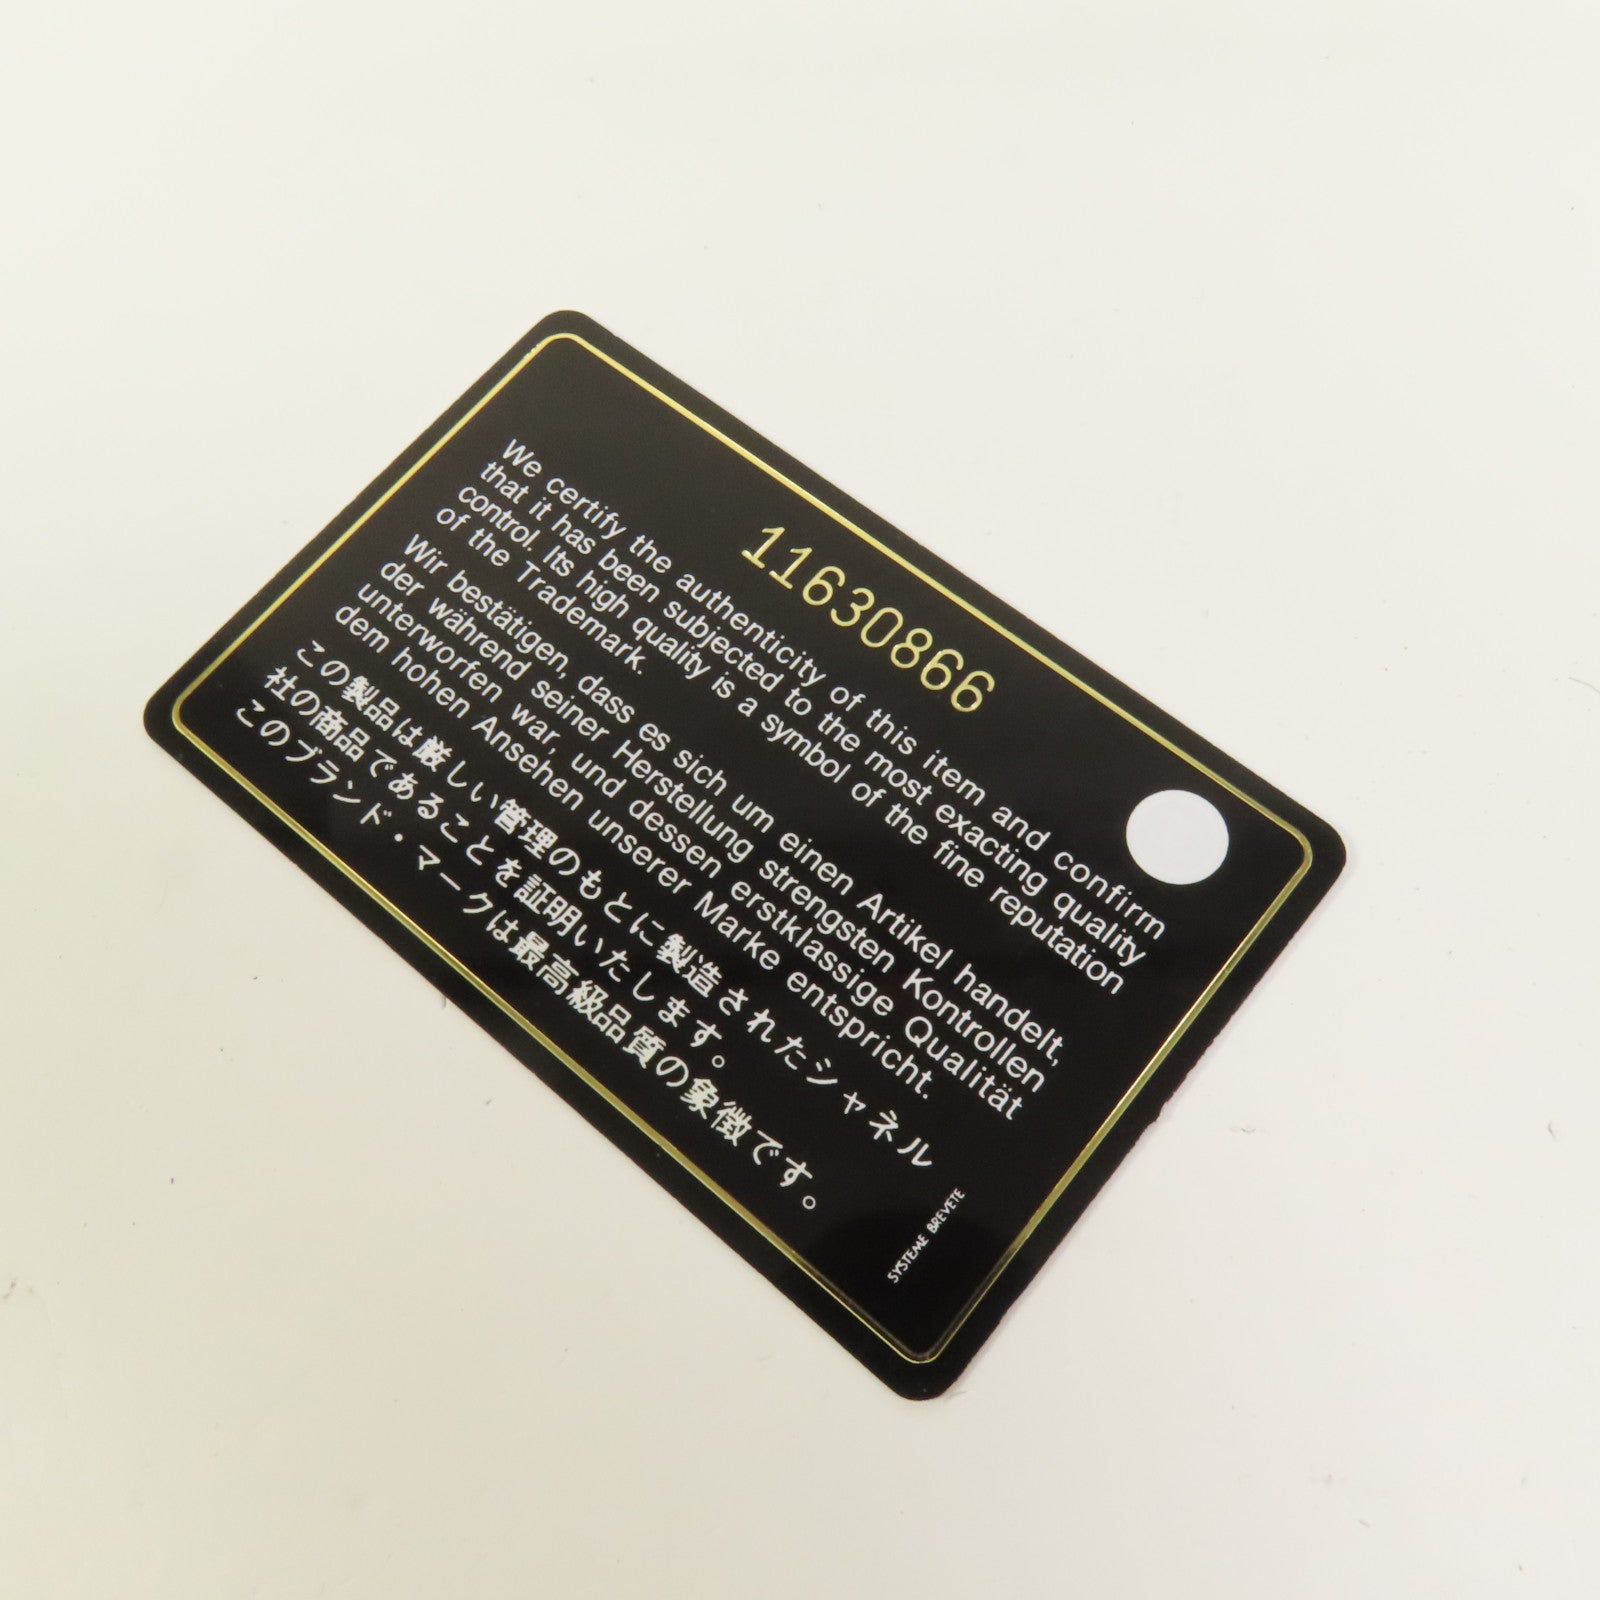 11630866
We certify the authenticity of this item and confirm
that it has been subjected to the most exacting quality
control. Its high quality is a symbol of the fine reputation
of the Trademark.
Wir bestätigen, dass es sich um einen Artikel handelt,
der während seiner Herstellung strengsten Kontrollen
unterworfen war, und dessen erstklassige Qualität
dem hohen Ansehen unserer Marke entspricht.
この製品は厳しい管理のもとに製造されたシャネル
社の商品であることを証明いたします。
このブランド・マークは最高級品質の象徴です。
SYSTEME BREVETE